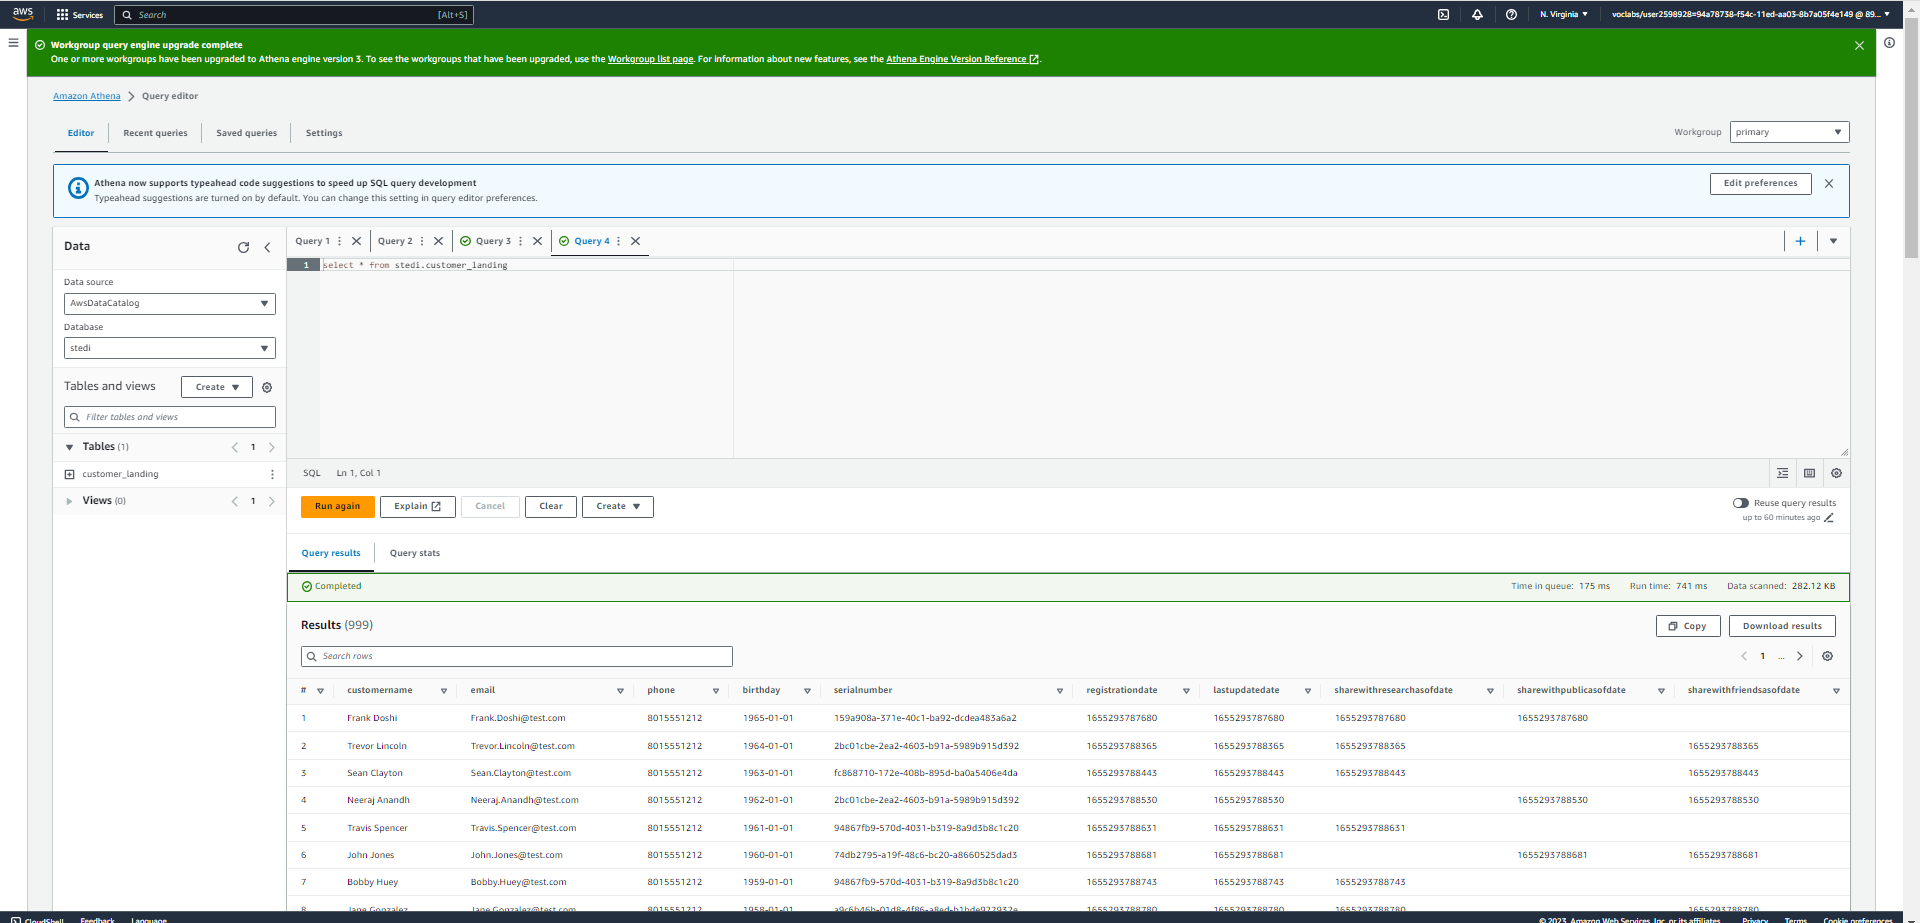 aws Services Search [Alt+S] N. Virginia voclabs/user2598928=94a78738-f54c-11ed-aa03-8b7a05f4e149 @ 89...
Workgroup query engine upgrade complete
One or more workgroups have been upgraded to Athena engine version 3. To see the workgroups that have been upgraded, use the Workgroup list page. For information about new features, see the Athena Engine Version Reference.
Amazon Athena Query editor
Editor Recent queries Saved queries Settings Workgroup primary
Athena now supports typeahead code suggestions to speed up SQL query development
Typeahead suggestions are turned on by default. You can change this setting in query editor preferences.
Edit preferences
Data
Data source
AwsDataCatalog
Database
stedi
Tables and views Create
Filter tables and views
Tables (1) 1
customer_landing
Views (0) 1
Query 1 Query 2 Query 3 Query 4
1 select * from stedi.customer_landing
SQL Ln 1, Col 1
Run again Explain Cancel Clear Create
Reuse query results
up to 60 minutes ago
Query results Query stats
Completed Time in queue: 175 ms Run time: 741 ms Data scanned: 282.12 KB
Results (999) Copy Download results
Search rows 1 ...
# customername email phone birthday serialnumber registrationdate lastupdatedate sharewithresearchasofdate sharewithpublicasofdate sharewithfriendsasofdate
1 Frank Doshi Frank.Doshi@test.com 8015551212 1965-01-01 159a908a-371e-40c1-ba92-dcdea483a6a2 1655293787680 1655293787680 1655293787680 1655293787680
2 Trevor Lincoln Trevor.Lincoln@test.com 8015551212 1964-01-01 2bc01cbe-2ea2-4603-b91a-5989b915d392 1655293788365 1655293788365 1655293788365 1655293788365
3 Sean Clayton Sean.Clayton@test.com 8015551212 1963-01-01 fc868710-172e-408b-895d-ba0a5406e4da 1655293788443 1655293788443 1655293788443 1655293788443
4 Neeraj Anandh Neeraj.Anandh@test.com 8015551212 1962-01-01 2bc01cbe-2ea2-4603-b91a-5989b915d392 1655293788530 1655293788530 1655293788530 1655293788530
5 Travis Spencer Travis.Spencer@test.com 8015551212 1961-01-01 94867fb9-570d-4031-b319-8a9d3b8c1c20 1655293788631 1655293788631 1655293788631
6 John Jones John.Jones@test.com 8015551212 1960-01-01 74db2795-a19f-48c6-bc20-a8660525dad3 1655293788681 1655293788681 1655293788681 1655293788681
7 Bobby Huey Bobby.Huey@test.com 8015551212 1959-01-01 94867fb9-570d-4031-b319-8a9d3b8c1c20 1655293788743 1655293788743 1655293788743
8 Jane Gonzalez Jane.Gonzalez@test.com 8015551212 1958-01-01 1655293788780 1655293788780 1655293788780 1655293788780
CloudShell Feedback Language © 2023, Amazon Web Services, Inc. or its affiliates. Privacy Terms Cookie preferences